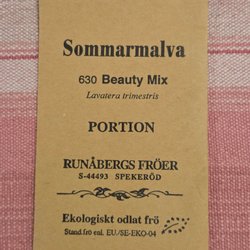 Sommarmalva
630 Beauty Mix
Lavatera trimestris
PORTION
RUNÅBERGS FRÖER
S-44493 SPEKERÖD
Ekologiskt odlat frö
Stand.frö enl. EU./SE-EKO-04